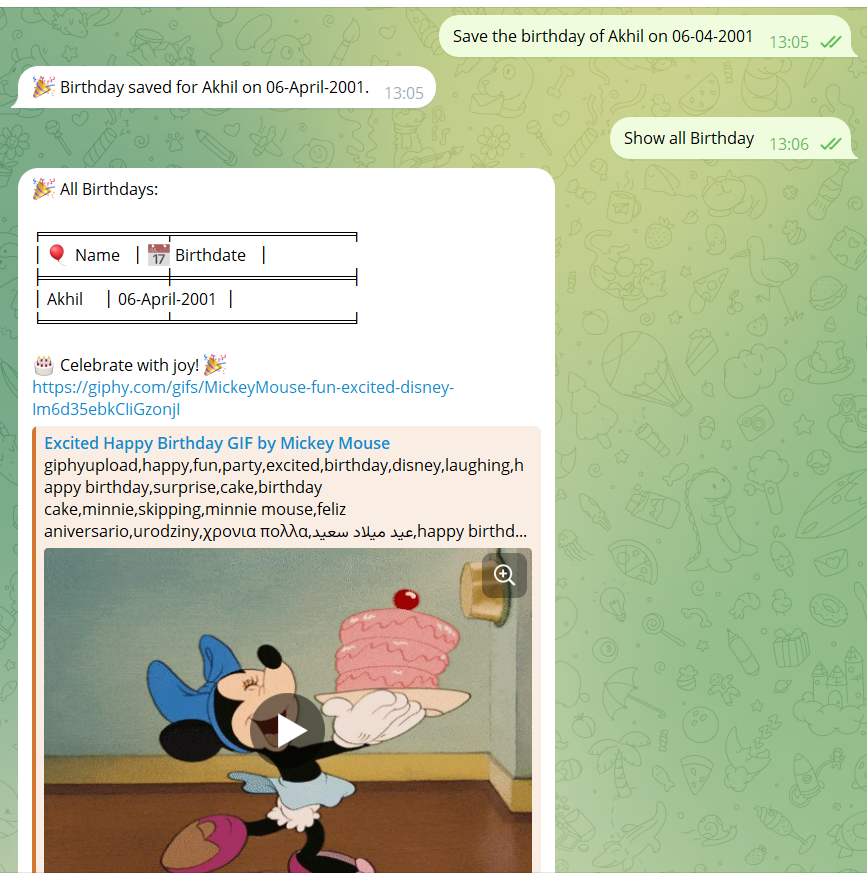 Save the birthday of Akhil on 06-04-2001 13:05
🎉 Birthday saved for Akhil on 06-April-2001. 13:05
Show all Birthday 13:06
🎉 All Birthdays:
╒═══════════╤═══════════════╕
| 🎈 Name | 📅 Birthdate |
╞═══════════╪═══════════════╡
| Akhil | 06-April-2001 |
╘═══════════╧═══════════════╛
🎂 Celebrate with joy! 🎉
https://giphy.com/gifs/MickeyMouse-fun-excited-disney-
Im6d35ebkCIiGzonjI
Excited Happy Birthday GIF by Mickey Mouse
giphyupload,happy,fun,party,excited,birthday,disney,laughing,h
appy birthday,surprise,cake,birthday
cake,minnie,skipping,minnie mouse,feliz
aniversario,urodziny,χρονια πολλα,عيد ميلاد سعيد,happy birthd...